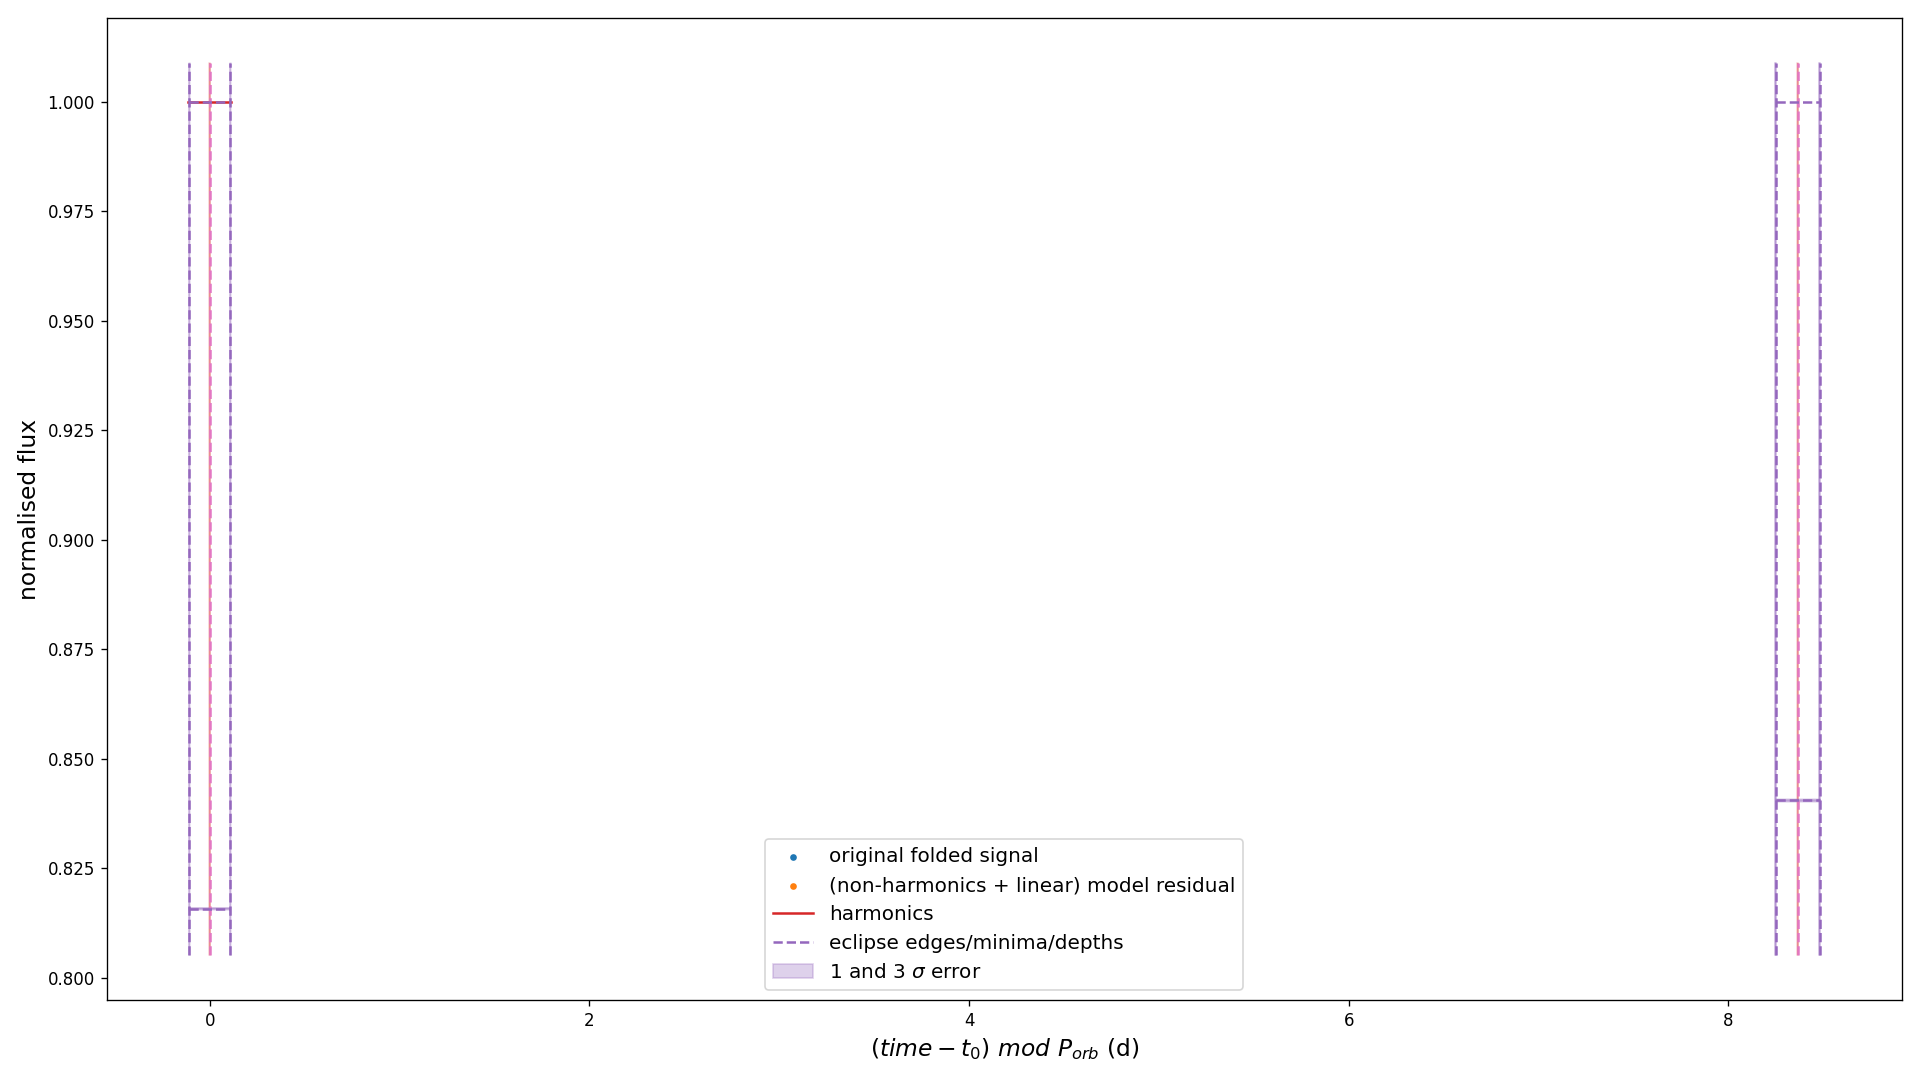 1.000
0.975
0.950
0.925
0.900
0.875
0.850
0.825
0.800
normalised flux
original folded signal
(non-harmonics + linear) model residual
harmonics
eclipse edges/minima/depths
1 and 3 σ error
0 2 4 6 8
(time − t₀) mod Pₒᵣb (d)